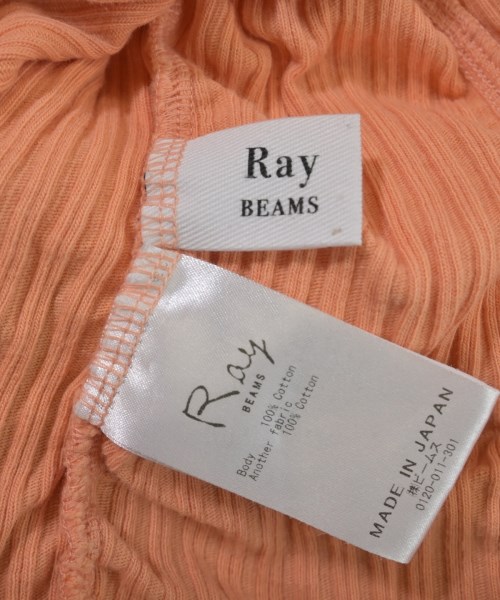 Ray
BEAMS
Ray
BEAMS
Body 100% Cotton
Another fabric
100% Cotton
MADE IN JAPAN
㈱ビームス
0120-011-301